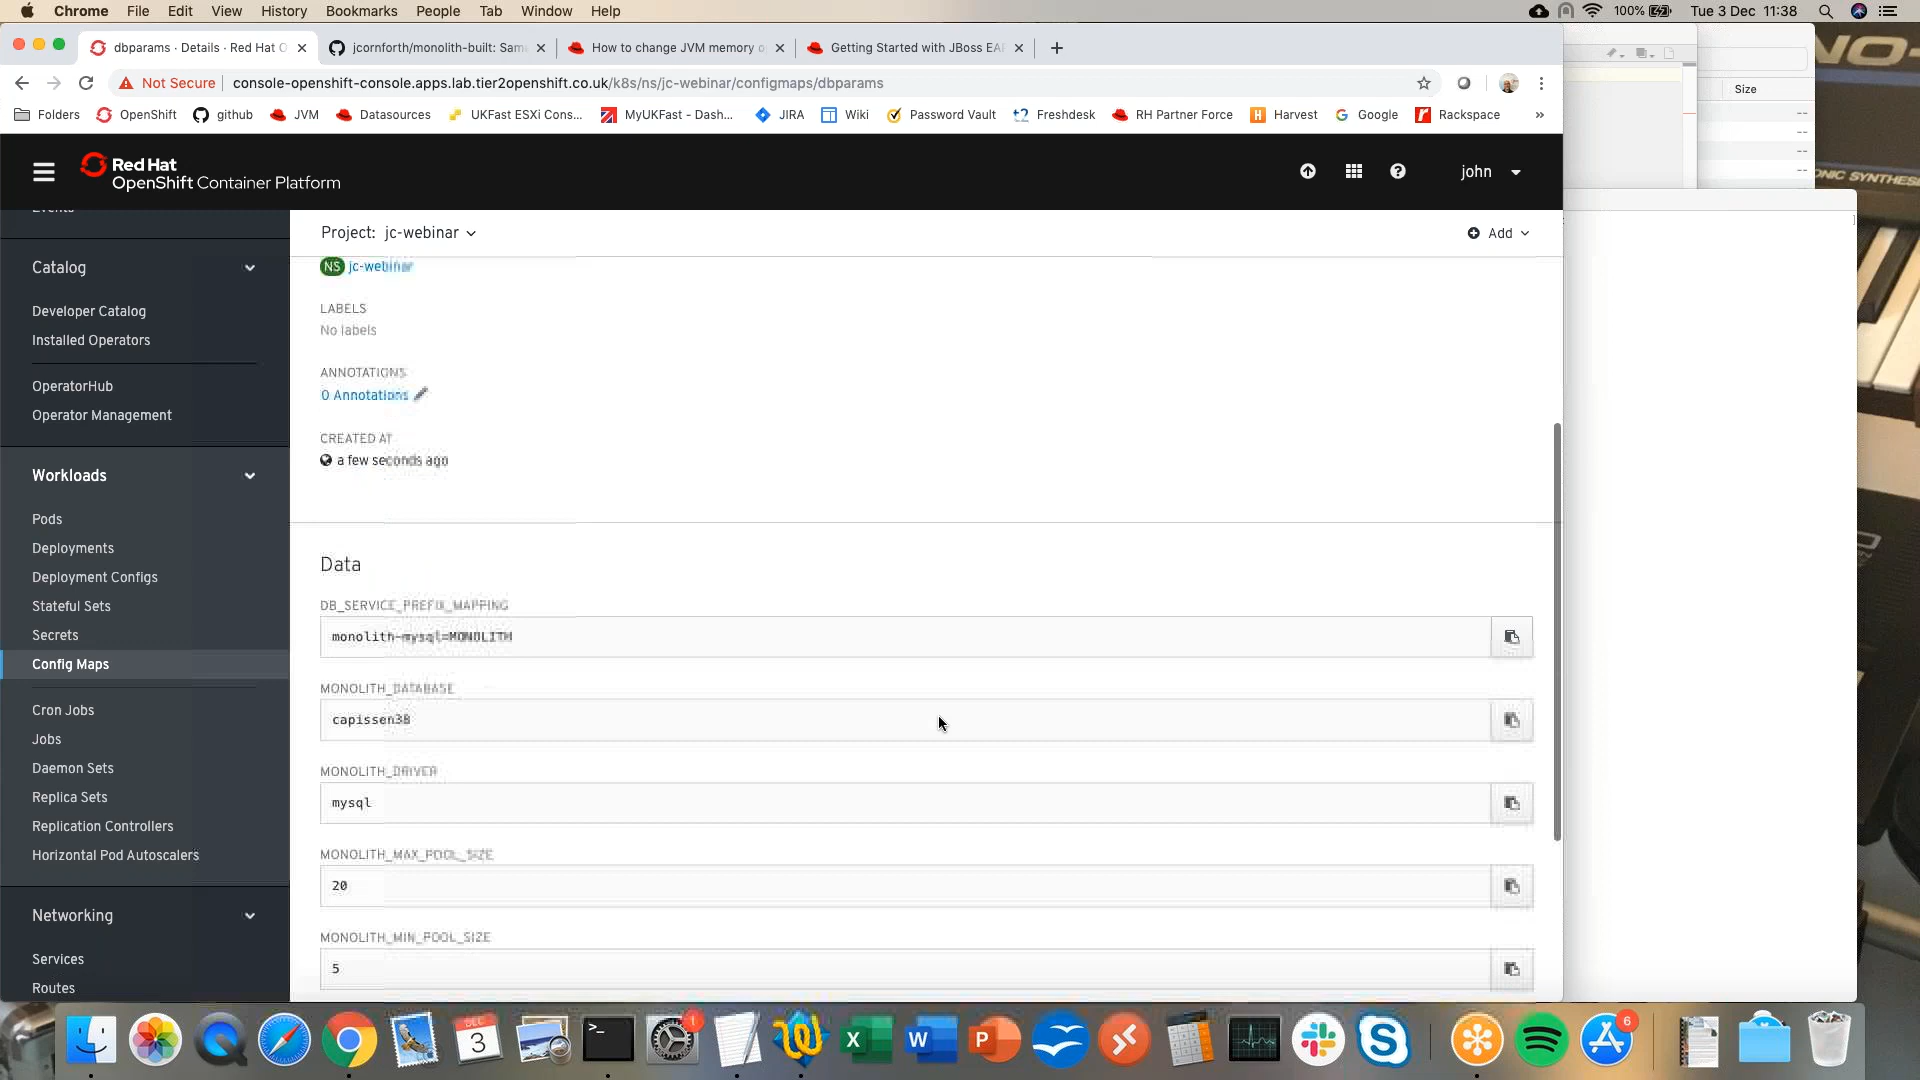 Chrome File Edit View History Bookmarks People Tab Window Help
100% Tue 3 Dec 11:38
dbparams · Details · Red Hat O
jcornforth/monolith-built: Sam
How to change JVM memory o
Getting Started with JBoss EA
Not Secure console-openshift-console.apps.lab.tier2openshift.co.uk/k8s/ns/jc-webinar/configmaps/dbparams
Folders OpenShift github JVM Datasources UKFast ESXi Cons... MyUKFast - Dash... JIRA Wiki Password Vault Freshdesk RH Partner Force Harvest Google Rackspace »
Size
Red Hat
OpenShift Container Platform
john
Events
Catalog
Developer Catalog
Installed Operators
OperatorHub
Operator Management
Workloads
Pods
Deployments
Deployment Configs
Stateful Sets
Secrets
Config Maps
Cron Jobs
Jobs
Daemon Sets
Replica Sets
Replication Controllers
Horizontal Pod Autoscalers
Networking
Services
Routes
Project: jc-webinar
Add
NS jc-webinar
LABELS
No labels
ANNOTATIONS
0 Annotations
CREATED AT
a few seconds ago
Data
DB_SERVICE_PREFIX_MAPPING
monolith-mysql=MONOLITH
MONOLITH_DATABASE
capissen38
MONOLITH_DRIVER
mysql
MONOLITH_MAX_POOL_SIZE
20
MONOLITH_MIN_POOL_SIZE
5
DEC
3
1
6